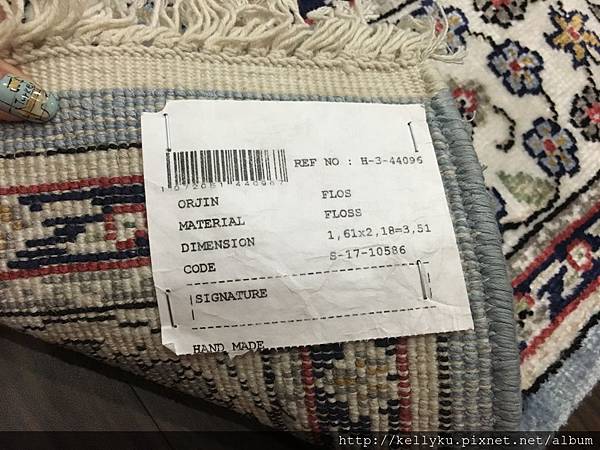 REF NO : H-3-44096
ORJIN FLOS
MATERIAL FLOSS
DIMENSION 1,61x2,18=3,51
CODE S-17-10586
SIGNATURE
HAND MADE
http://kellyku.pixnet.net/album